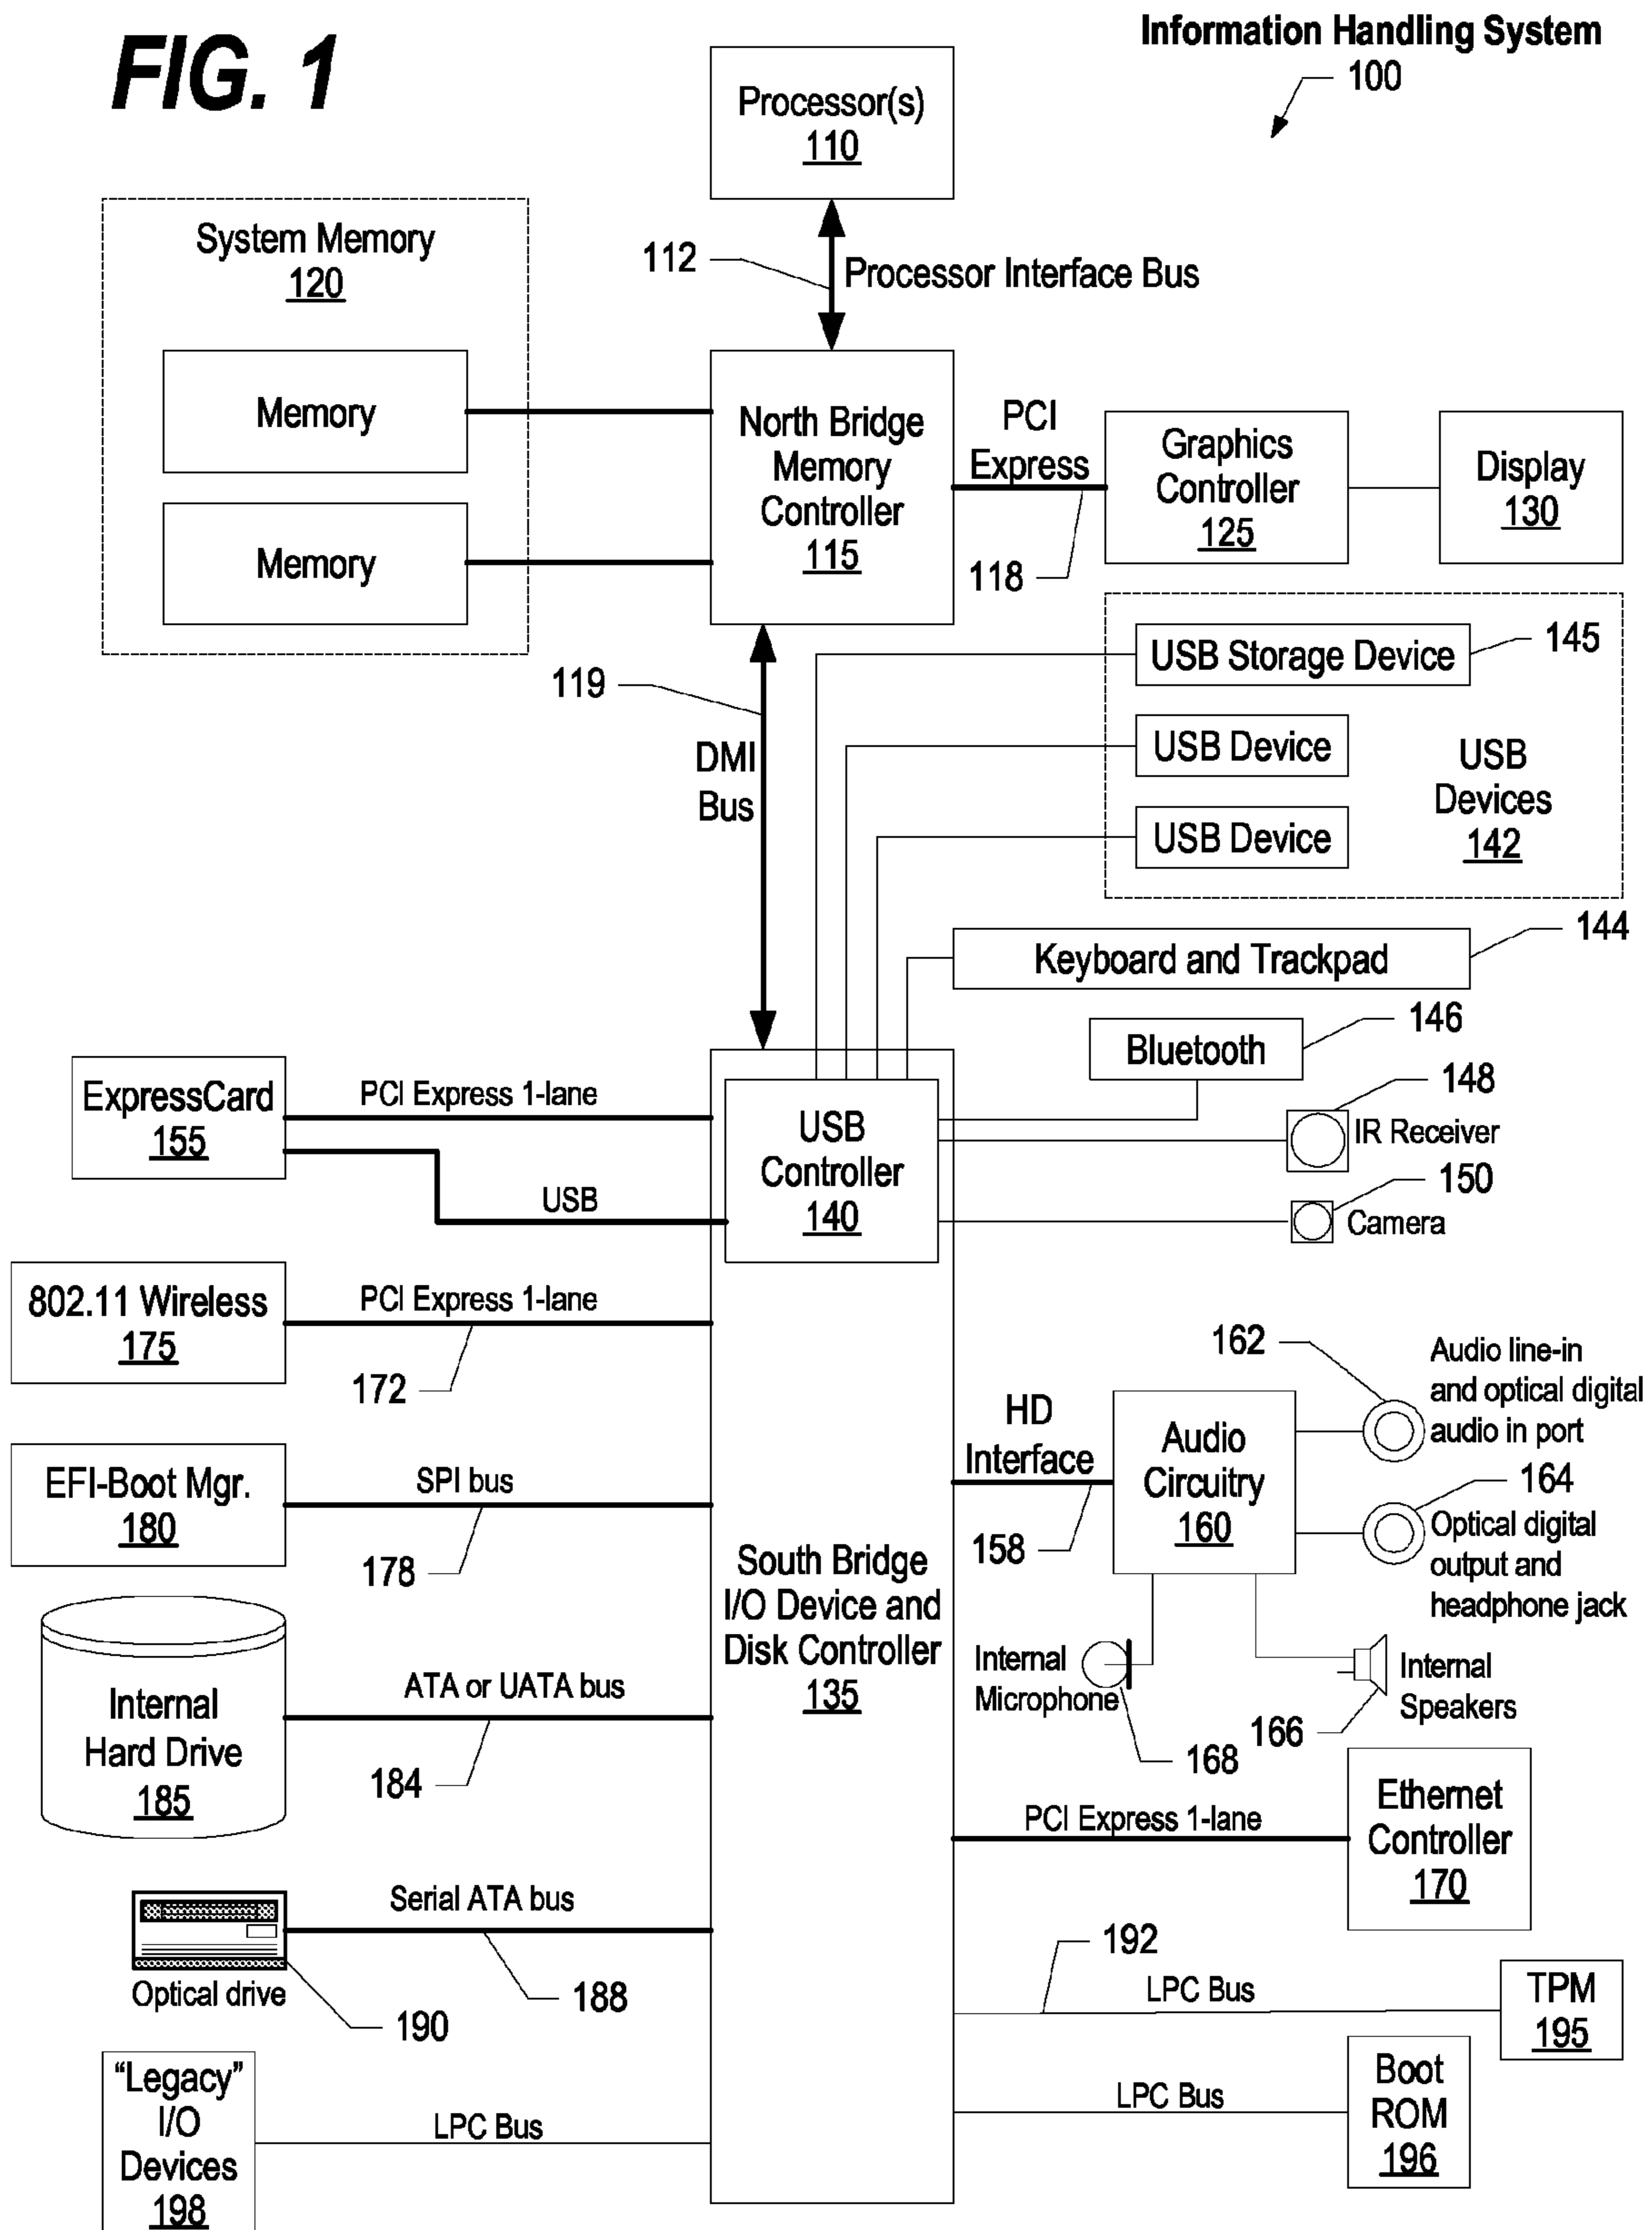 FIG. 1
Information Handling System
100
Processor(s)
110
112
Processor Interface Bus
System Memory
120
Memory
Memory
North Bridge
Memory
Controller
115
PCI
Express
118
Graphics
Controller
125
Display
130
119
DMI
Bus
USB Storage Device
145
USB Device
USB Device
USB
Devices
142
Keyboard and Trackpad
144
Bluetooth
146
148
IR Receiver
150
Camera
USB
Controller
140
ExpressCard
155
PCI Express 1-lane
USB
802.11 Wireless
175
PCI Express 1-lane
172
EFI-Boot Mgr.
180
SPI bus
178
Internal
Hard Drive
185
ATA or UATA bus
184
South Bridge
I/O Device and
Disk Controller
135
HD
Interface
158
Audio
Circuitry
160
162
Audio line-in
and optical digital
audio in port
164
Optical digital
output and
headphone jack
Internal
Microphone
168
166
Internal
Speakers
PCI Express 1-lane
Ethernet
Controller
170
Serial ATA bus
188
Optical drive
190
192
LPC Bus
TPM
195
LPC Bus
Boot
ROM
196
“Legacy”
I/O
Devices
198
LPC Bus